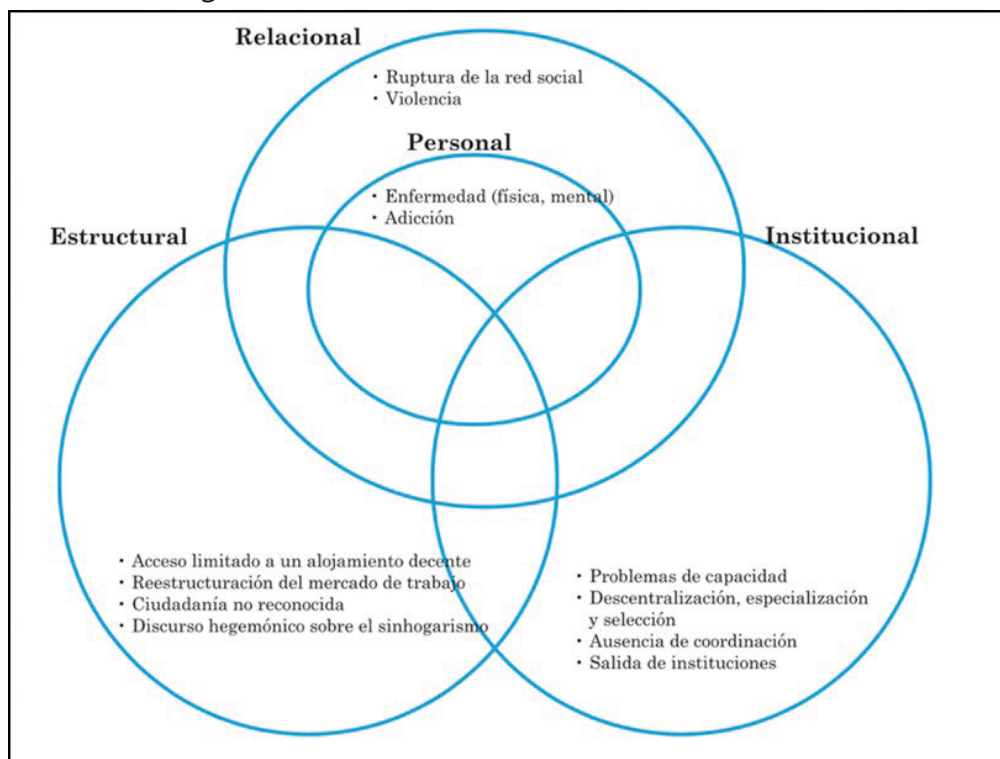 Relacional
• Ruptura de la red social
• Violencia
Personal
• Enfermedad (física, mental)
• Adicción
Estructural
Institucional
• Acceso limitado a un alojamiento decente
• Reestructuración del mercado de trabajo
• Ciudadanía no reconocida
• Discurso hegemónico sobre el sinhogarismo
• Problemas de capacidad
• Descentralización, especialización
y selección
• Ausencia de coordinación
• Salida de instituciones